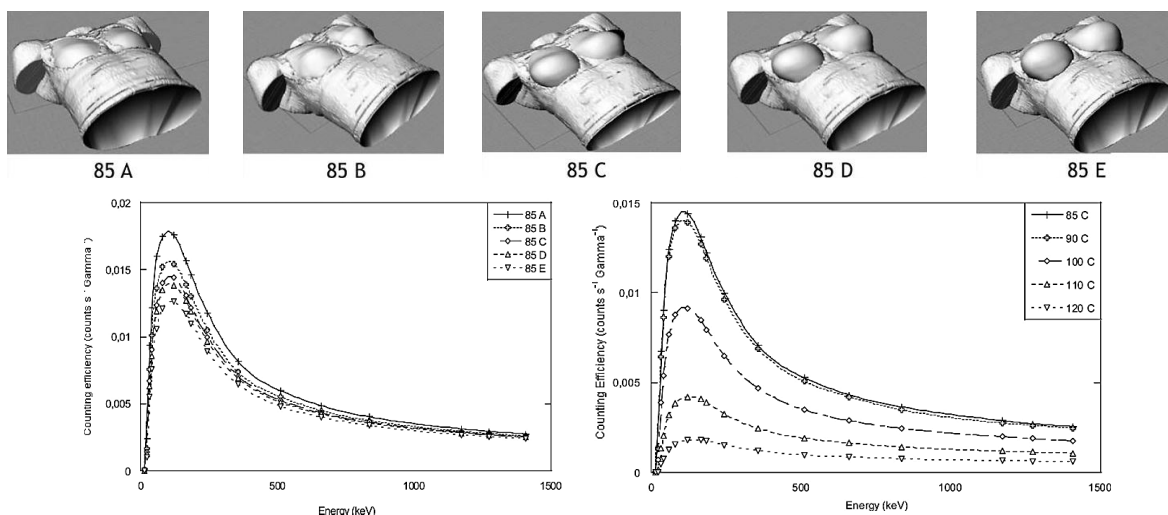 85 A
85 B
85 C
85 D
85 E
0,02
0,015
0,01
0,005
0
Counting efficiency (counts s⁻ Gamma⁻¹)
85 A
85 B
85 C
85 D
85 E
0
500
1000
1500
Energy (keV)
0,015
0,01
0,005
0
Counting Efficiency (counts s⁻¹ Gamma⁻¹)
85 C
90 C
100 C
110 C
120 C
0
500
1000
1500
Energy (keV)